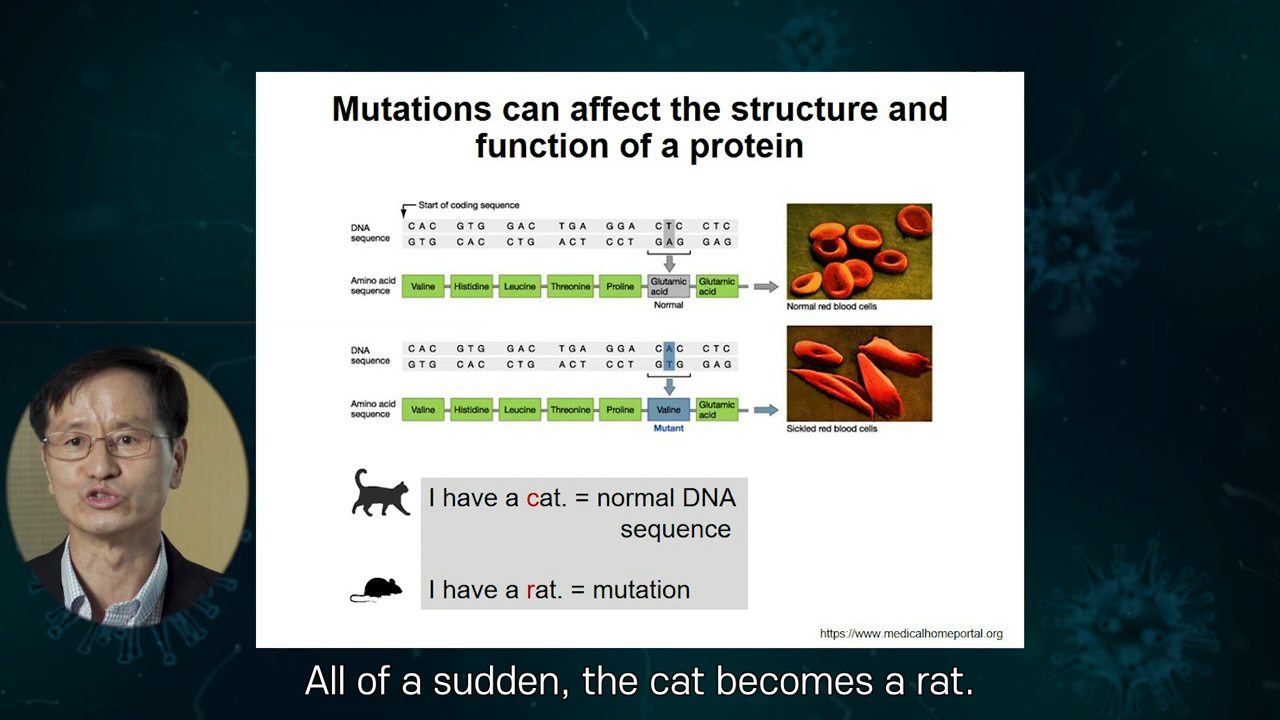 Mutations can affect the structure and
function of a protein
Start of coding sequence
DNA
sequence
CAC GTG GAC TGA GGA CTC CTC
GTG CAC CTG ACT CCT GAG GAG
Amino acid
sequence
Valine Histidine Leucine Threonine Proline Glutamic
acid Glutamic
acid
Normal
Normal red blood cells
DNA
sequence
CAC GTG GAC TGA GGA CAC CTC
GTG CAC CTG ACT CCT GTG GAG
Amino acid
sequence
Valine Histidine Leucine Threonine Proline Valine Glutamic
acid
Mutant
Sickled red blood cells
I have a cat. = normal DNA
sequence
I have a rat. = mutation
https://www.medicalhomeportal.org
All of a sudden, the cat becomes a rat.